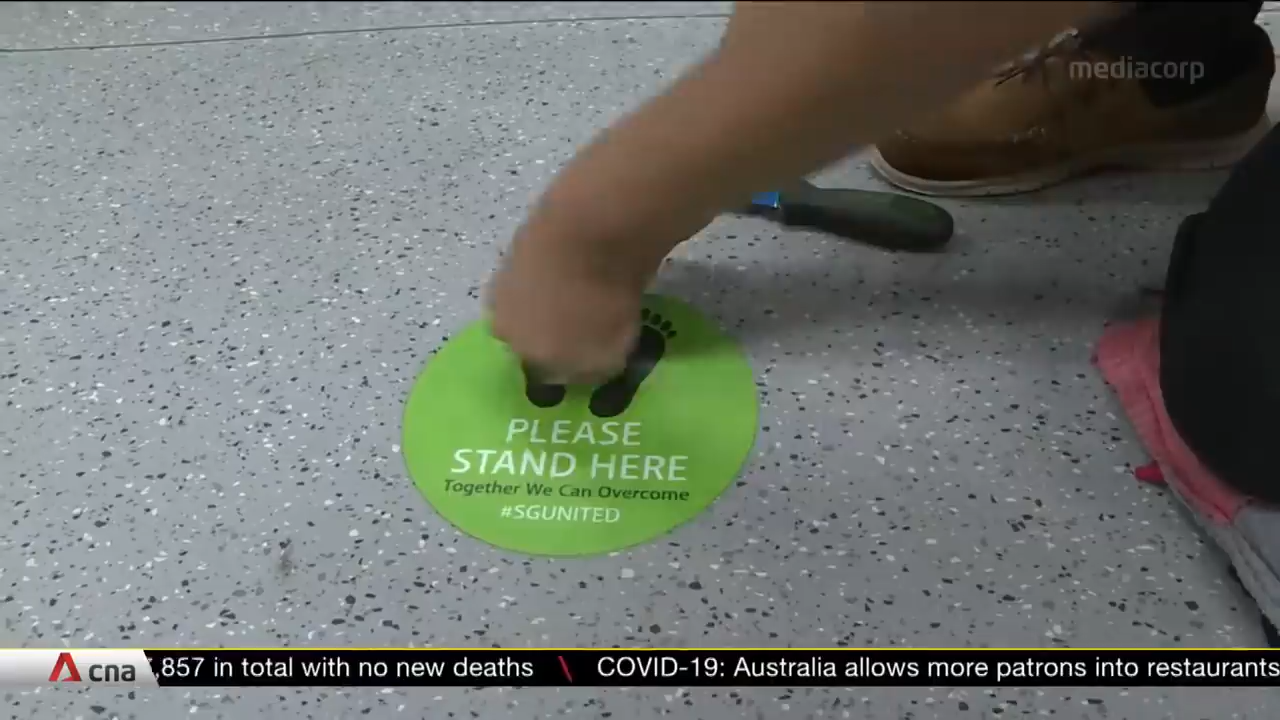 mediacorp
PLEASE
STAND HERE
Together We Can Overcome
#SGUNITED
cna
,857 in total with no new deaths \ COVID-19: Australia allows more patrons into restaurants